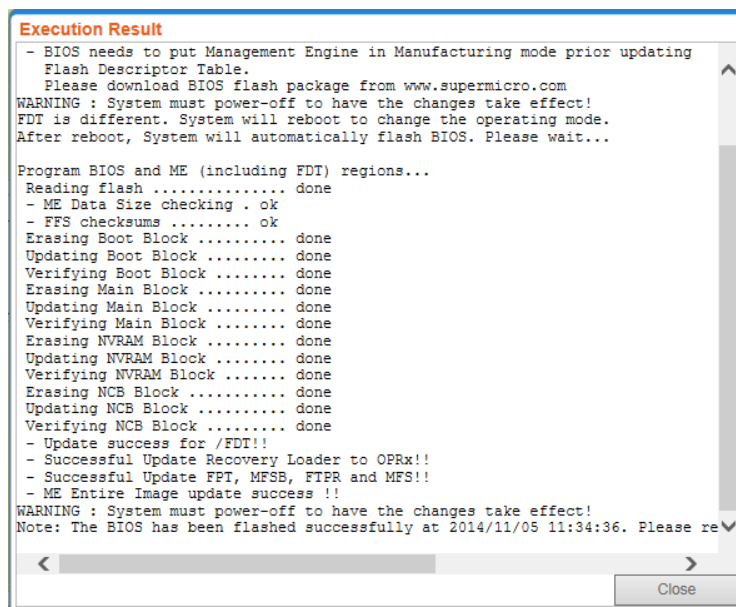 Execution Result
- BIOS needs to put Management Engine in Manufacturing mode prior updating
Flash Descriptor Table.
Please download BIOS flash package from www.supermicro.com
WARNING : System must power-off to have the changes take effect!
FDT is different. System will reboot to change the operating mode.
After reboot, System will automatically flash BIOS. Please wait...
Program BIOS and ME (including FDT) regions...
Reading flash ............... done
- ME Data Size checking . ok
- FFS checksums ......... ok
Erasing Boot Block .......... done
Updating Boot Block ......... done
Verifying Boot Block ........ done
Erasing Main Block .......... done
Updating Main Block ......... done
Verifying Main Block ........ done
Erasing NVRAM Block ......... done
Updating NVRAM Block ........ done
Verifying NVRAM Block ....... done
Erasing NCB Block ........... done
Updating NCB Block .......... done
Verifying NCB Block ......... done
- Update success for /FDT!!
- Successful Update Recovery Loader to OPRx!!
- Successful Update FPT, MFSB, FTPR and MFS!!
- ME Entire Image update success !!
WARNING : System must power-off to have the changes take effect!
Note: The BIOS has been flashed successfully at 2014/11/05 11:34:36. Please re
Close